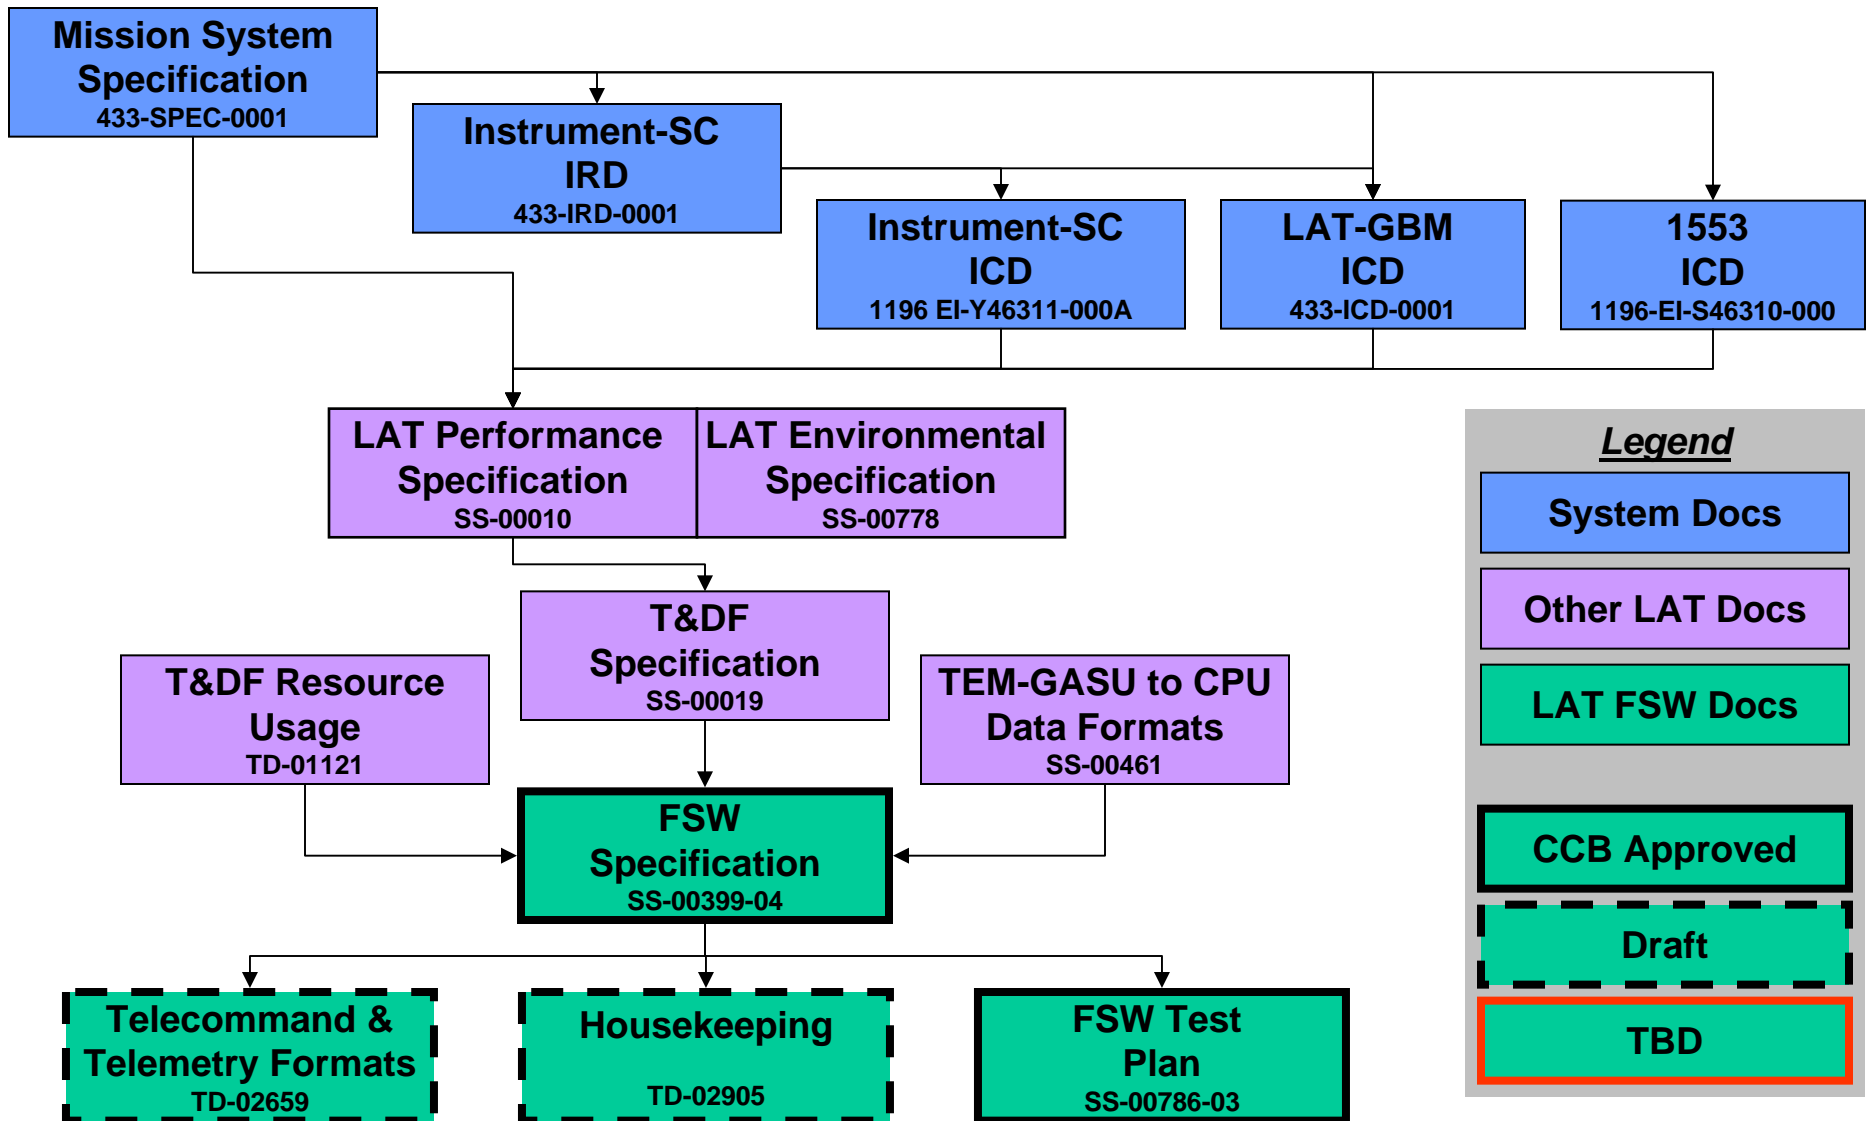 Mission System
Specification
433-SPEC-0001
Instrument-SC
IRD
433-IRD-0001
Instrument-SC
ICD
1196 EI-Y46311-000A
LAT-GBM
ICD
433-ICD-0001
1553
ICD
1196-EI-S46310-000
LAT Performance
Specification
SS-00010
LAT Environmental
Specification
SS-00778
T&DF
Specification
SS-00019
T&DF Resource
Usage
TD-01121
TEM-GASU to CPU
Data Formats
SS-00461
FSW
Specification
SS-00399-04
Telecommand &
Telemetry Formats
TD-02659
Housekeeping
TD-02905
FSW Test
Plan
SS-00786-03
Legend
System Docs
Other LAT Docs
LAT FSW Docs
CCB Approved
Draft
TBD